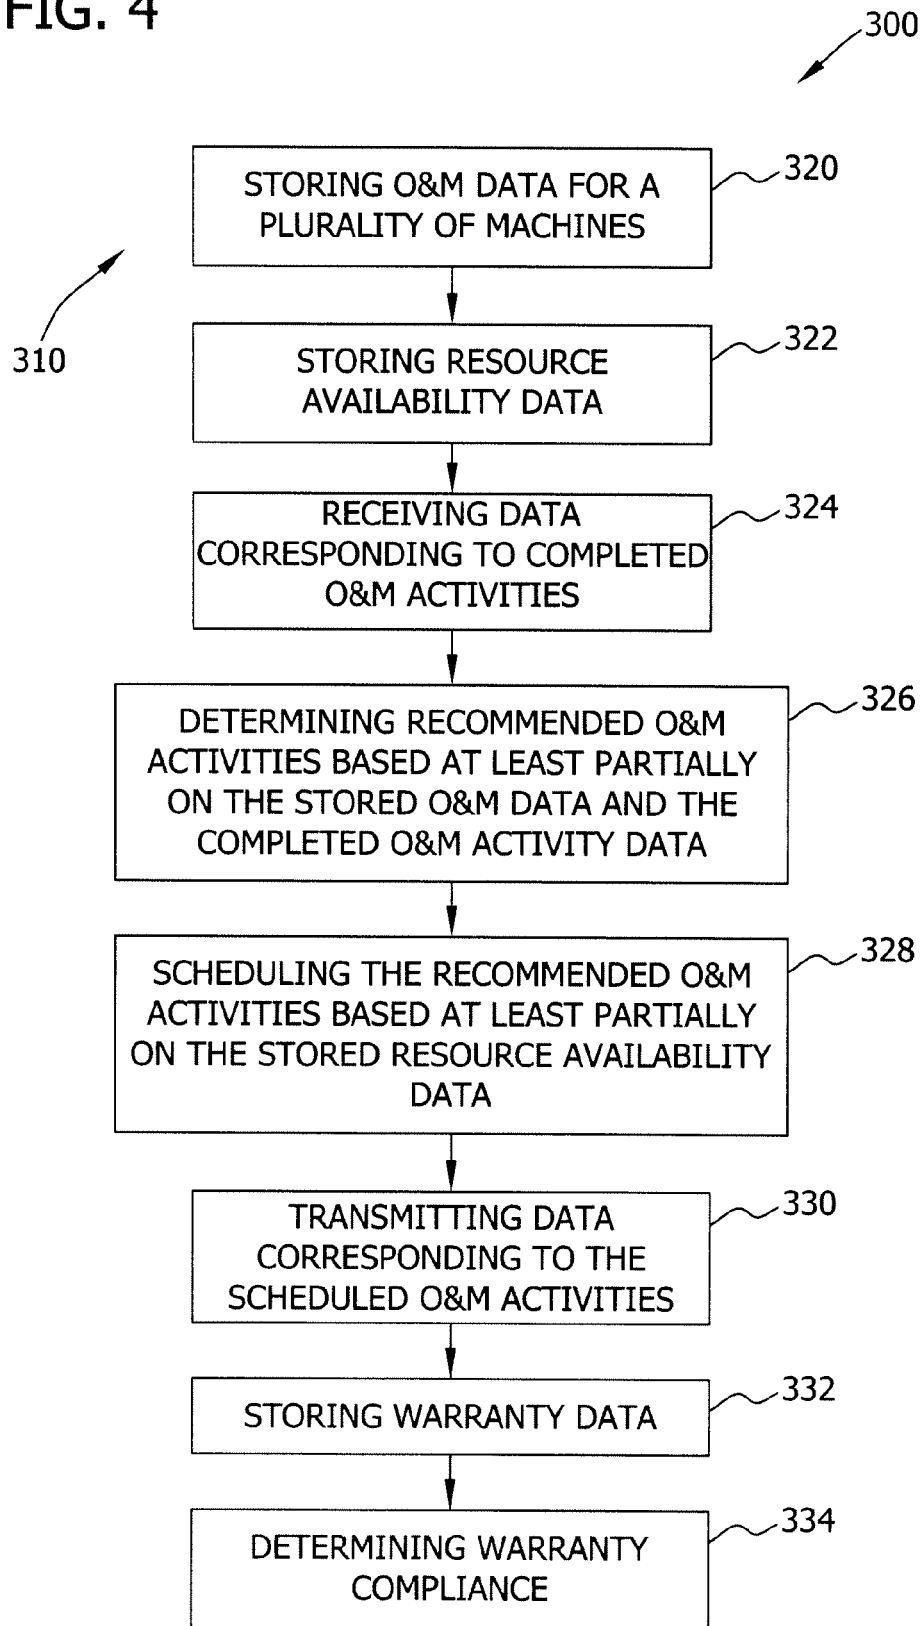 FIG. 4
300
STORING O&M DATA FOR A
PLURALITY OF MACHINES
320
310
STORING RESOURCE
AVAILABILITY DATA
322
RECEIVING DATA
CORRESPONDING TO COMPLETED
O&M ACTIVITIES
324
DETERMINING RECOMMENDED O&M
ACTIVITIES BASED AT LEAST PARTIALLY
ON THE STORED O&M DATA AND THE
COMPLETED O&M ACTIVITY DATA
326
SCHEDULING THE RECOMMENDED O&M
ACTIVITIES BASED AT LEAST PARTIALLY
ON THE STORED RESOURCE AVAILABILITY
DATA
328
TRANSMITTING DATA
CORRESPONDING TO THE
SCHEDULED O&M ACTIVITIES
330
STORING WARRANTY DATA
332
DETERMINING WARRANTY
COMPLIANCE
334